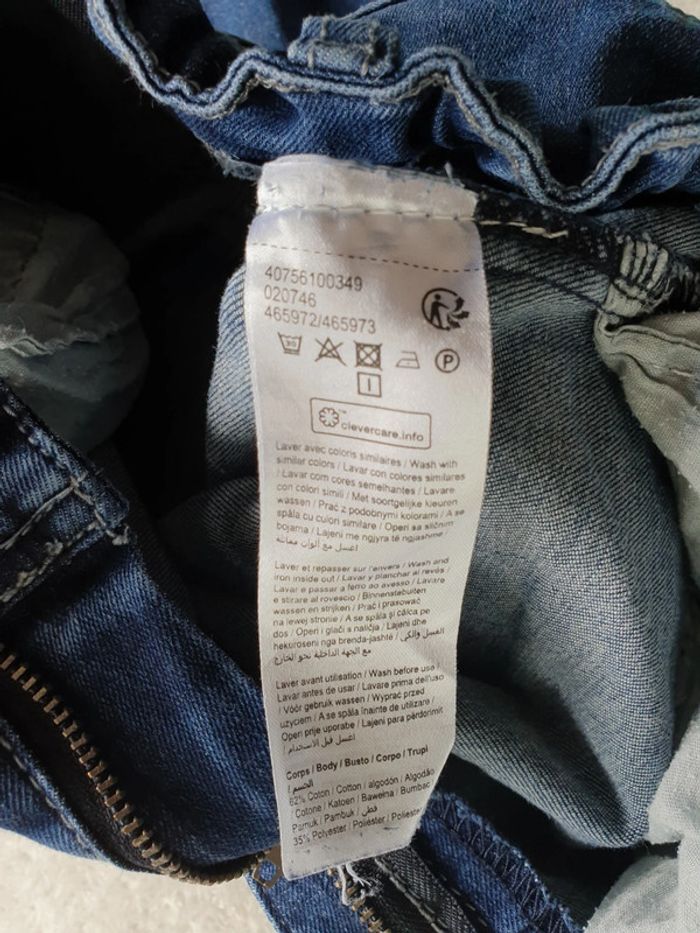 40756100349
020746
465972/465973
30
P
I
clevercare.info
Laver avec coloris similaires / Wash with
similar colors / Lavar con colores similares
/ Lavar com cores semelhantes / Lavare
con colori simili / Met soortgelijke kleuren
wassen / Prać z podobnymi kolorami / A se
spăla cu culori similare / Operi sa sličnim
bojama / Lajeni me ngjyra të ngjashme /
اغسل مع ألوان مماثلة
Laver et repasser sur l'envers / Wash and
iron inside out / Lavar y planchar al revés /
Lavar e passar a ferro ao avesso / Lavare
e stirare al rovescio / Binnenstebuiten
wassen en strijken / Prać i prasować
na lewej stronie / A se spăla și călca pe
dos / Operi i glači s naličja / Lajeni dhe
hekuroseni nga brenda-jashtë / الغسل والكي
مع الجهة الداخلية نحو الخارج
Laver avant utilisation / Wash before use /
Lavar antes de usar / Lavare prima dell'uso
/ Vóór gebruik wassen / Wyprać przed
użyciem / A se spăla înainte de utilizare /
Operi prije uporabe / Lajeni para përdorimit
/ اغسل قبل الاستخدام
Corps / Body / Busto / Corpo / Trupi
/ الجسم
62% Coton / Cotton / algodón / Algodão
Cotone / Katoen / Bawełna / Bumbac
Pamuk / Pambuk / قطن
35% Polyester / Poliéster / Poliester